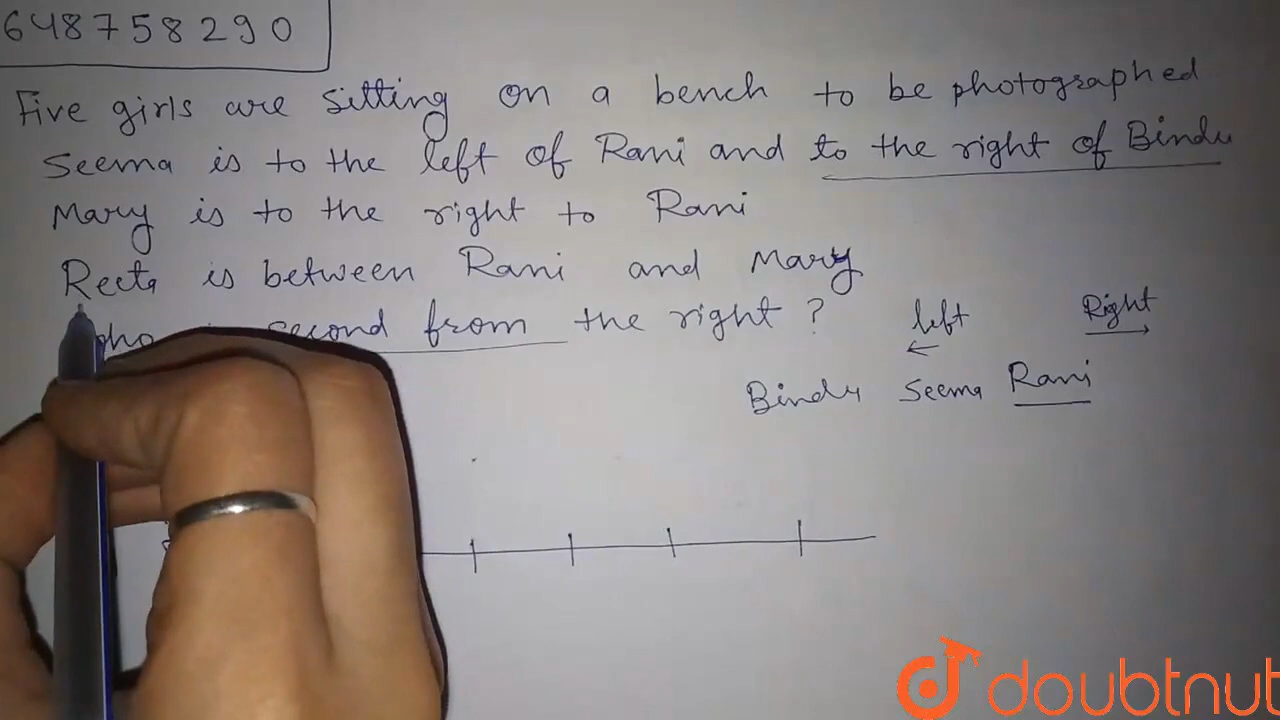 648758290
Five girls are sitting on a bench to be photographed
Seema is to the left of Rani and to the right of Bindu
Mary is to the right to Rani
Reeta is between Rani and Mary
second from the right ?
left Right
Bindu Seema Rani
doubtnut